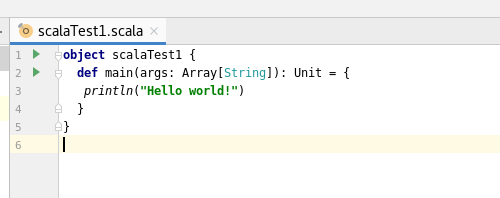 scalaTest1.scala
1 object scalaTest1 {
2 def main(args: Array[String]): Unit = {
3 println("Hello world!")
4 }
5 }
6